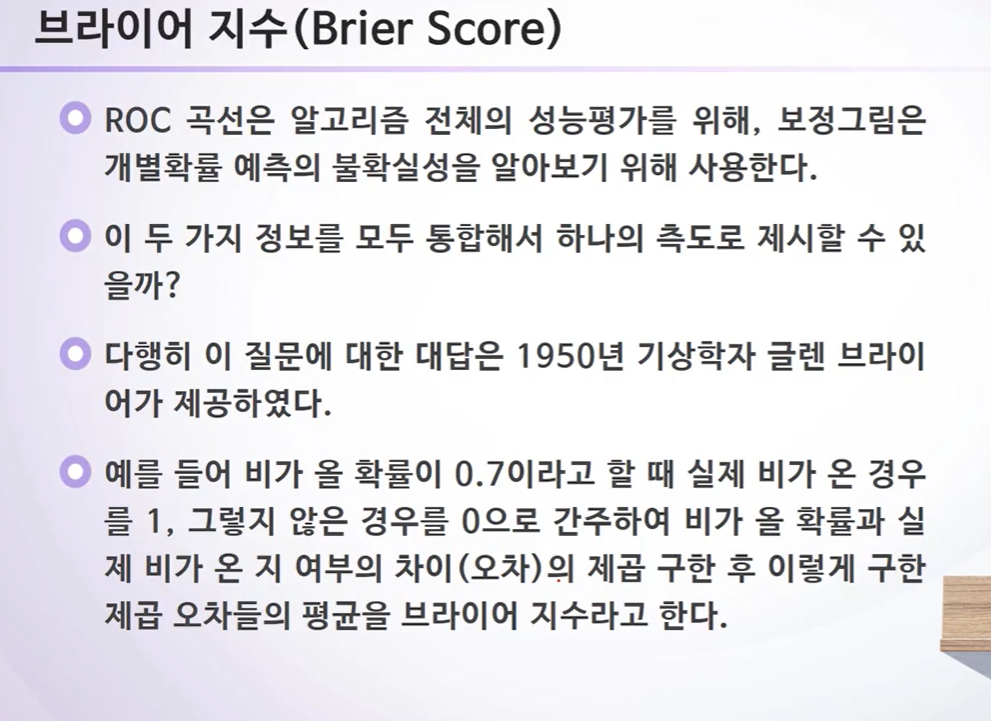 브라이어 지수(Brier Score)
ROC 곡선은 알고리즘 전체의 성능평가를 위해, 보정그림은
개별확률 예측의 불확실성을 알아보기 위해 사용한다.
이 두 가지 정보를 모두 통합해서 하나의 측도로 제시할 수 있
을까?
다행히 이 질문에 대한 대답은 1950년 기상학자 글렌 브라이
어가 제공하였다.
예를 들어 비가 올 확률이 0.7이라고 할 때 실제 비가 온 경우
를 1, 그렇지 않은 경우를 0으로 간주하여 비가 올 확률과 실
제 비가 온 지 여부의 차이(오차)의 제곱 구한 후 이렇게 구한
제곱 오차들의 평균을 브라이어 지수라고 한다.